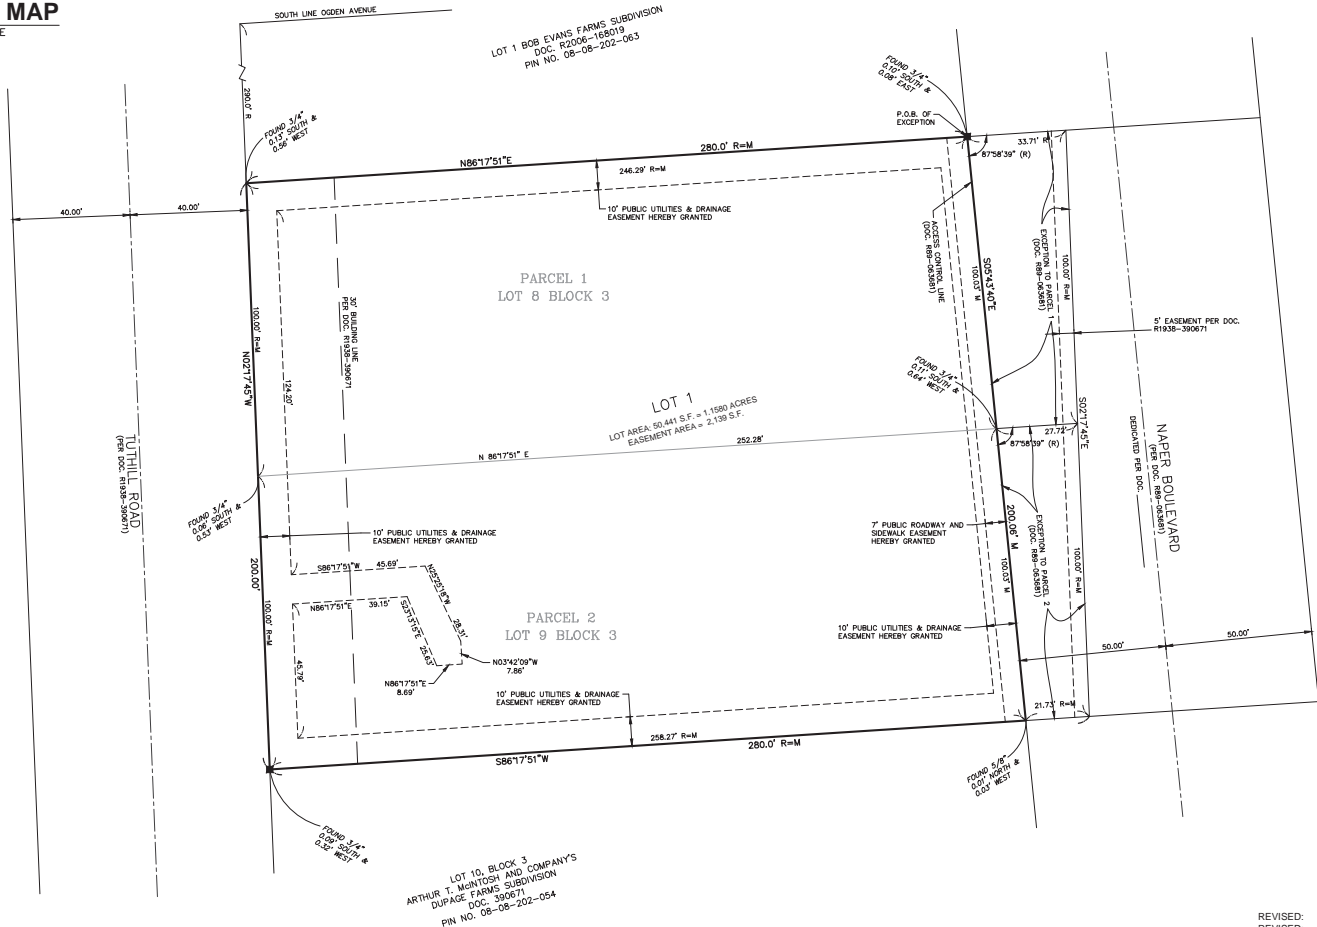 MAP
E
SOUTH LINE OGDEN AVENUE
LOT 1 BOB EVANS FARMS SUBDIVISION
DOC. R2006-168019
PIN NO. 08-08-202-063
290.0' R
FOUND 3/4"
0.13' SOUTH &
0.56' WEST
FOUND 3/4"
0.10' SOUTH &
0.08' EAST
P.O.B. OF
EXCEPTION
N86°17'51"E
280.0' R=M
246.29' R=M
33.71' R
87°58'39" (R)
40.00'
40.00'
10' PUBLIC UTILITIES & DRAINAGE
EASEMENT HEREBY GRANTED
ACCESS CONTROL LINE
(DOC. R89-063681)
100.03' M
S05°43'40"E
EXCEPTION TO PARCEL 1
(DOC. R89-063681)
100.00' R=M
5' EASEMENT PER DOC.
R1938-390671
PARCEL 1
LOT 8 BLOCK 3
30' BUILDING LINE
PER DOC. R1938-390671
100.00' R=M
N02°17'45"W
124.20'
FOUND 3/4"
0.11' SOUTH &
0.64' WEST
LOT 1
LOT AREA: 50,441 S.F. = 1.1580 ACRES
EASEMENT AREA = 2,139 S.F.
N 86°17'51" E
252.28'
27.72'
87°58'39" (R)
S02°17'45"E
TUTHILL ROAD
(PER DOC. R1938-390671)
NAPER BOULEVARD
(PER DOC. R89-063681)
DEDICATED PER DOC.
FOUND 3/4"
0.06' SOUTH &
0.53' WEST
10' PUBLIC UTILITIES & DRAINAGE
EASEMENT HEREBY GRANTED
7' PUBLIC ROADWAY AND
SIDEWALK EASEMENT
HEREBY GRANTED
200.06' M
EXCEPTION TO PARCEL 2
(DOC. R89-063681)
100.03' M
100.00' R=M
200.00'
100.00' R=M
S86°17'51"W 45.69'
N25°25'18"W
28.31'
N86°17'51"E 39.15'
S23°13'15"E
25.63'
45.79'
N03°42'09"W
7.86'
N86°17'51"E
8.69'
PARCEL 2
LOT 9 BLOCK 3
10' PUBLIC UTILITIES & DRAINAGE
EASEMENT HEREBY GRANTED
50.00'
50.00'
10' PUBLIC UTILITIES & DRAINAGE
EASEMENT HEREBY GRANTED
21.73' R=M
258.27' R=M
280.0' R=M
S86°17'51"W
FOUND 5/8"
0.01' NORTH &
0.03' WEST
FOUND 3/4"
0.09' SOUTH &
0.32' WEST
LOT 10, BLOCK 3
ARTHUR T. McINTOSH AND COMPANY'S
DUPAGE FARMS SUBDIVISION
DOC. 390671
PIN NO. 08-08-202-054
REVISED:
REVISED